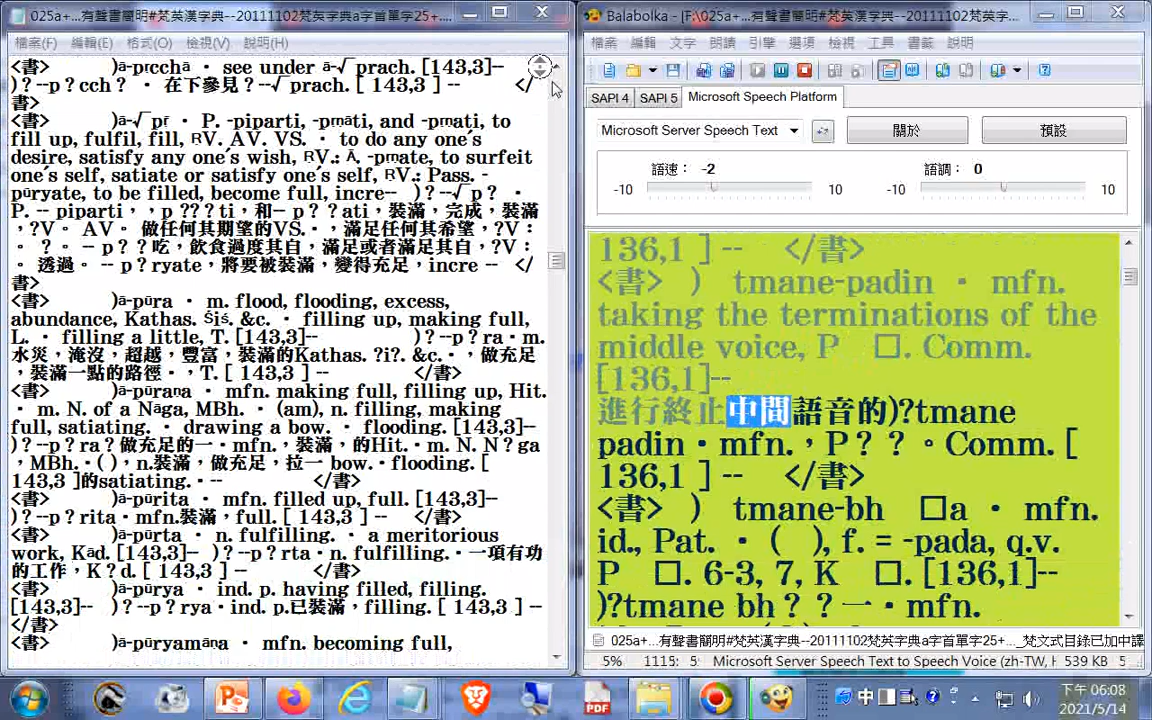 025a+...有聲書闢明#梵英漢字典--20111102梵英字典a字首單字25+...
檔案(F) 編輯(E) 格式(O) 檢視(V) 說明(H)
<書> )ā-pṛcchā · see under ā-√prach. [143,3]--
)? --p?cch? · 在下參見?--√prach. [ 143,3 ] -- </
書>
<書> )ā-√pṝ · P. -piparti, -pṛṇāti, and -pṛṇati, to
fill up, fulfil, fill, ṚV. AV. VS. · to do any one's
desire, satisfy any one's wish, ṚV.: Ā. -pṛṇate, to surfeit
one's self, satiate or satisfy one's self, ṚV.: Pass. -
pūryate, to be filled, become full, incre-- )? --√p? ·
P. -- piparti, , p ???ti, 和– p ? ?ati, 裝滿, 完成, 裝滿
, ?V。 AV。 做任何其期望的VS.·, 滿足任何其希望, ?V:
。 ? 。 -- p? ?吃, 飲食過度其自, 滿足或者滿足其自, ?V:
。 透過。 -- p?ryate, 將要被裝滿, 變得充足, incre -- </
書>
<書> )ā-pūra · m. flood, flooding, excess,
abundance, Kathas. Śiś. &c. · filling up, making full,
L. · filling a little, T. [143,3]-- )? --p?ra · m.
水災, 淹沒, 超越, 豐富, 裝滿的Kathas. ?i?. &c.·, 做充足
, 裝滿一點的路徑·, T. [ 143,3 ] </書>
<書> )ā-pūraṇa · mfn. making full, filling up, Hit.
· m. N. of a Nāga, MBh. · (am), n. filling, making
full, satiating. · drawing a bow. · flooding. [143,3]--
)? --p?ra?做充足的一·mfn., 裝滿, 的Hit. · m. N. N?ga
, MBh.·( ), n.裝滿, 做充足, 拉一 bow.·flooding. [
143,3 ]的satiating.·-- </書>
<書> )ā-pūrita · mfn. filled up, full. [143,3]--
)? --p?rita·mfn.裝滿, full. [ 143,3 ] </書>
<書> )ā-pūrta · n. fulfilling. · a meritorious
work, Kād. [143,3]-- )? --p?rta·n. fulfilling.·一項有功
的工作, K?d. [ 143,3 ] -- </書>
<書> )ā-pūrya · ind. p. having filled, filling.
[143,3]-- )? --p?rya·ind. p.已裝滿, filling. [ 143,3 ] --
</書>
<書> )ā-pūryamāṇa · mfn. becoming full,
Balabolka - [F:\025a+...有聲書闢明#梵英漢字典--20111102梵英字...
檔案 編輯 文字 朗讀 引擎 選項 檢視 工具 書籤 說明
SAPI 4 SAPI 5 Microsoft Speech Platform
Microsoft Server Speech Text 關於 預設
語速： -2 語調： 0
-10 10 -10 10
136,1 ] -- </書>
<書> ) tmane-padin · mfn.
taking the terminations of the
middle voice, P □. Comm.
[136,1]--
進行終止中間語音的)?tmane
padin·mfn.，P？？。Comm. [
136,1 ] -- </書>
<書> ) tmane-bh □a · mfn.
id., Pat. · ( ), f. = -pada, q.v.
P □. 6-3, 7, K □. [136,1]--
)?tmane bh？？一·mfn.
025a+...有聲書闢明#梵英漢字典--20111102梵英字典a字首單字25+..._梵文式目錄已加中譯
5% 1115: 5 Microsoft Server Speech Text to Speech Voice (zh-TW, H 539 KB
中
下午 06:08
2021/5/14